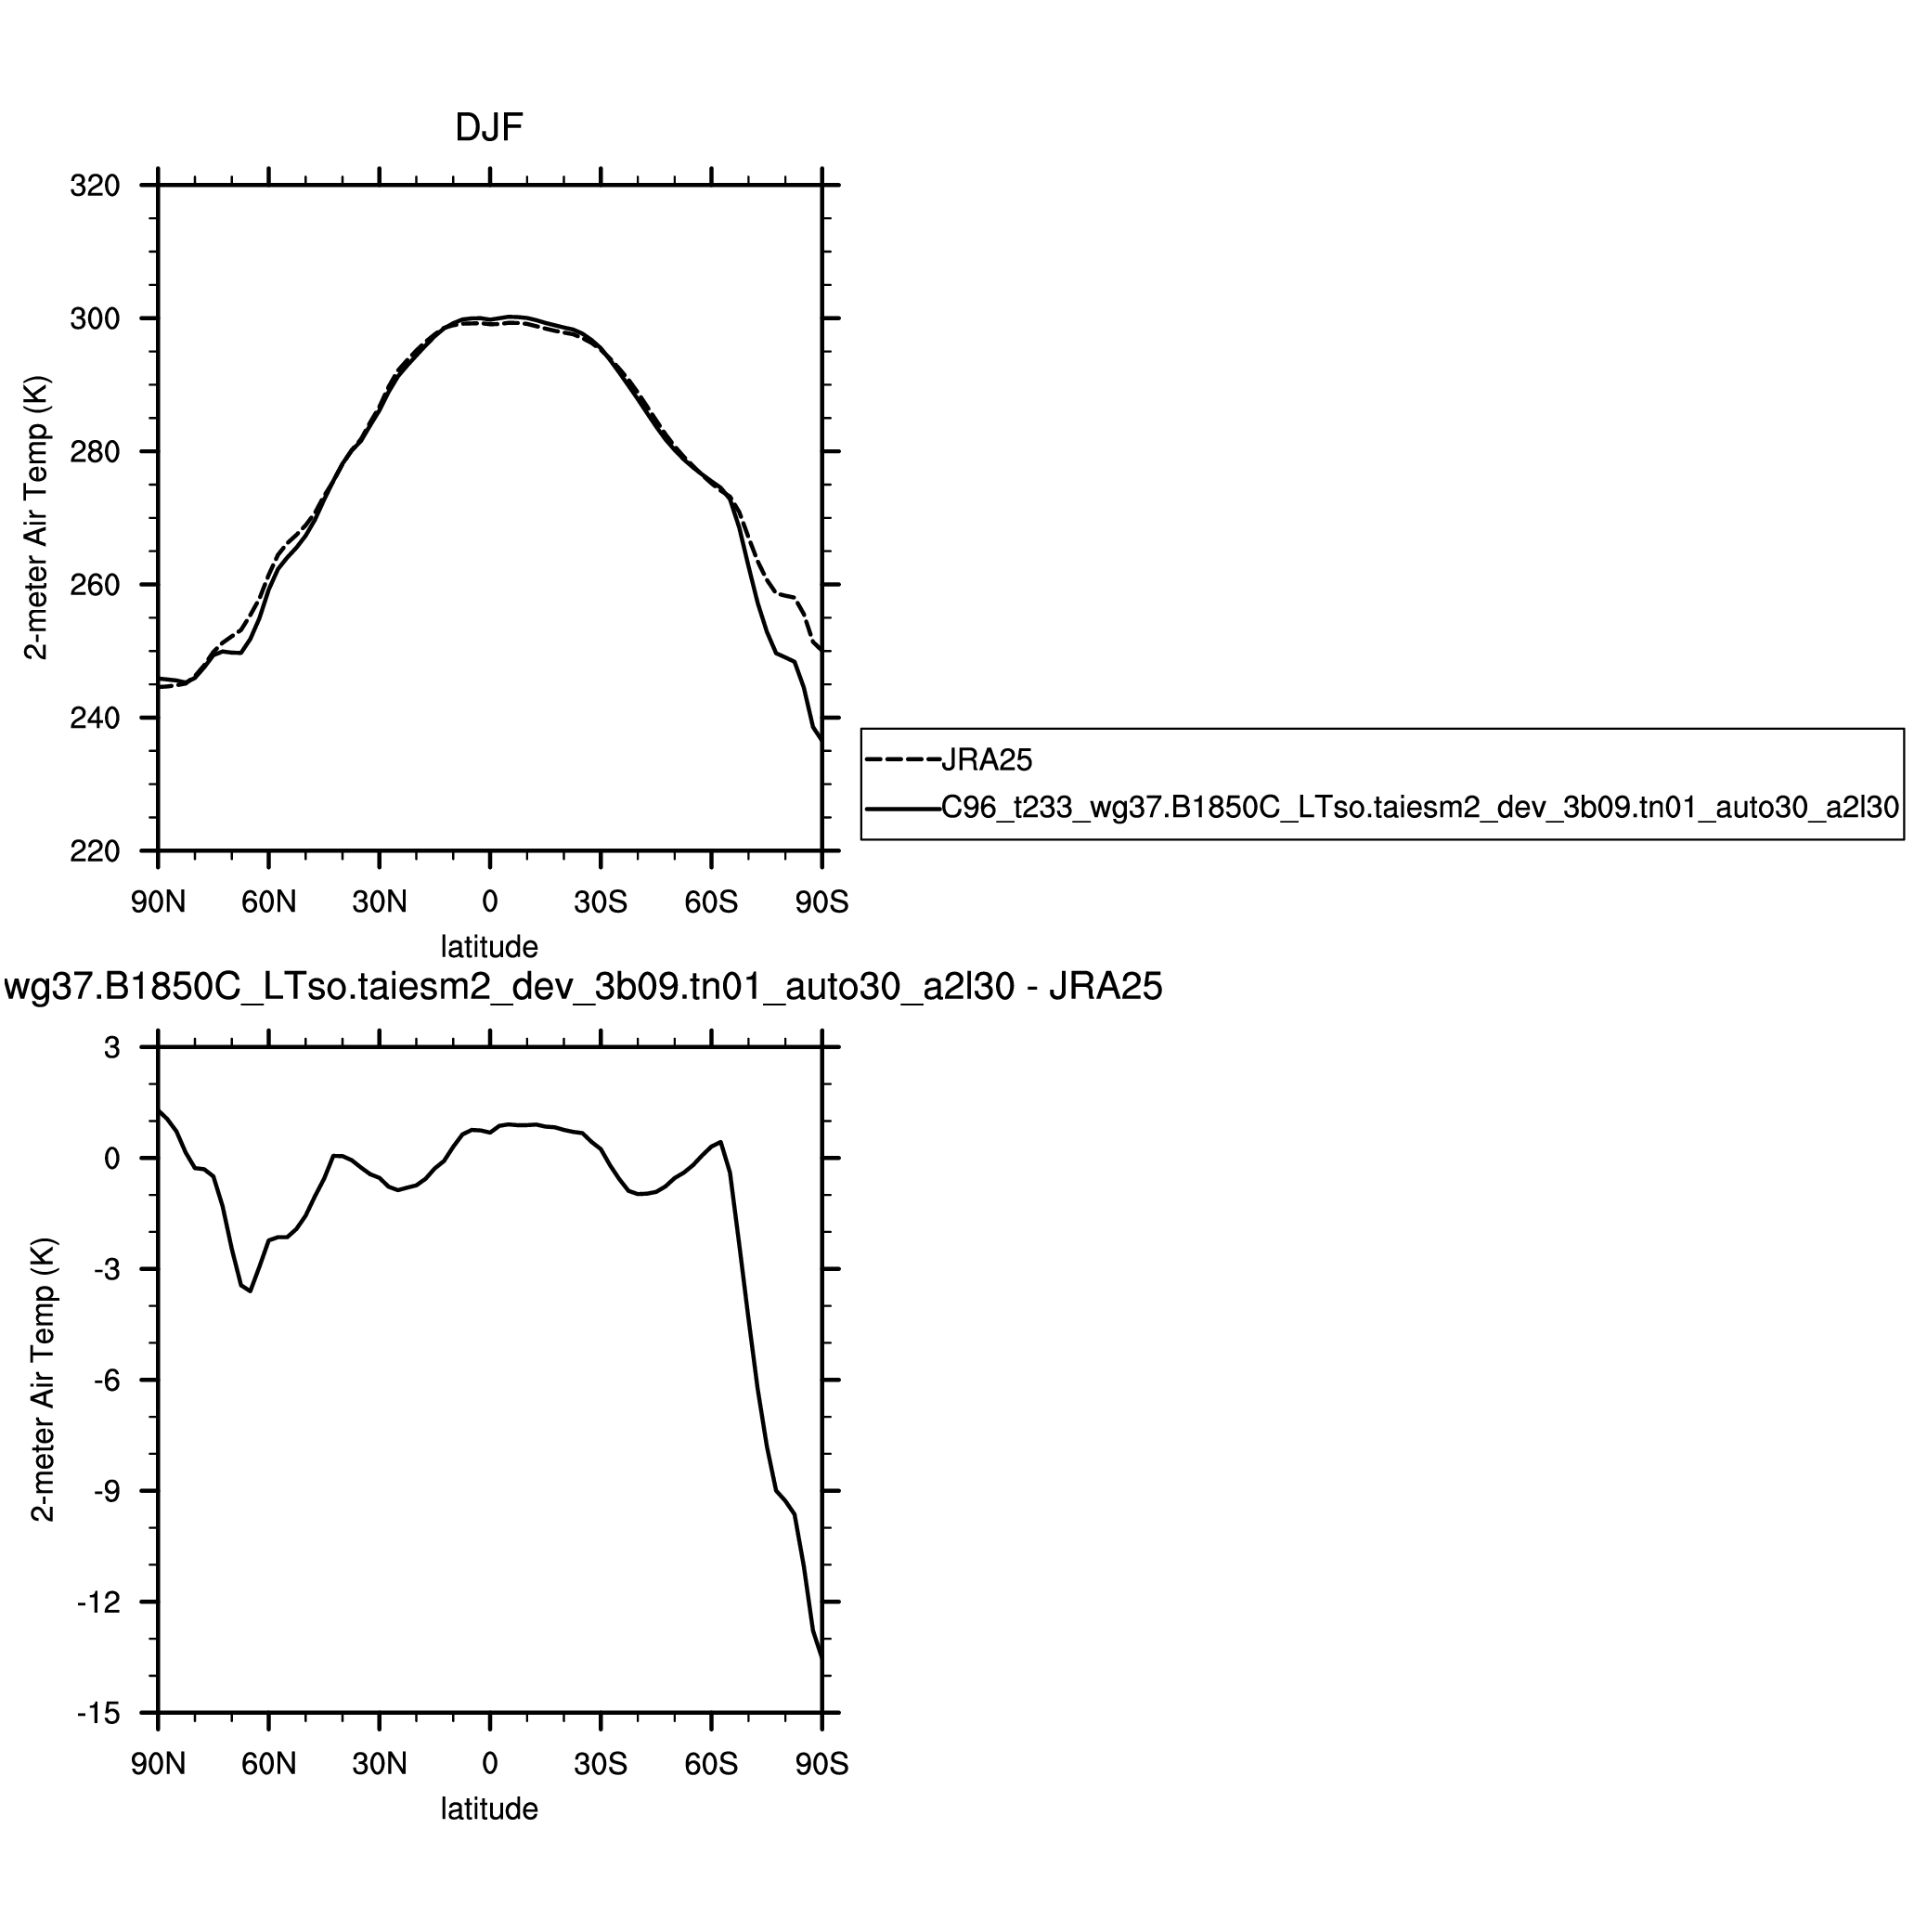 DJF
320
300
280
260
240
220
2-meter Air Temp (K)
90N 60N 30N 0 30S 60S 90S
latitude
JRA25
C96_t233_wg37.B1850C_LTso.taiesm2_dev_3b09.tn01_auto30_a2l30
wg37.B1850C_LTso.taiesm2_dev_3b09.tn01_auto30_a2l30 - JRA25
3
0
-3
-6
-9
-12
-15
2-meter Air Temp (K)
90N 60N 30N 0 30S 60S 90S
latitude